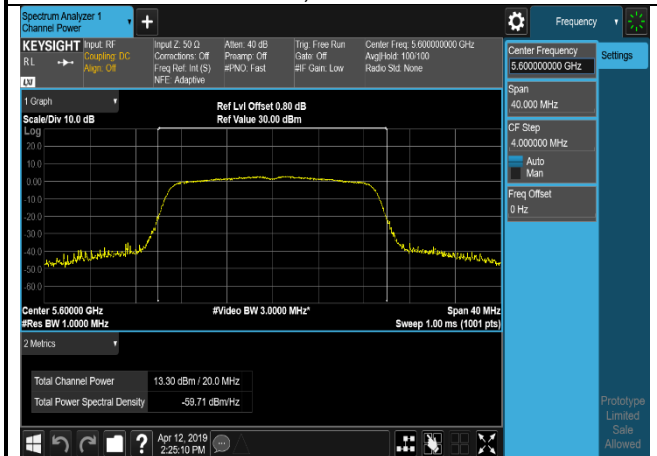 Spectrum Analyzer 1
Channel Power
Frequency
KEYSIGHT
RL
LXI
Input: RF
Coupling: DC
Align: Off
Input Z: 50 Ω
Corrections: Off
Freq Ref: Int (S)
NFE: Adaptive
Atten: 40 dB
Preamp: Off
#PNO: Fast
Trig: Free Run
Gate: Off
#IF Gain: Low
Center Freq: 5.600000000 GHz
Avg|Hold: 100/100
Radio Std: None
Center Frequency
5.600000000 GHz
Settings
Span
40.000 MHz
CF Step
4.000000 MHz
Auto
Man
Freq Offset
0 Hz
1 Graph
Scale/Div 10.0 dB
Ref Lvl Offset 0.80 dB
Ref Value 30.00 dBm
Log
20.0
10.0
0.00
-10.0
-20.0
-30.0
-40.0
-50.0
-60.0
Center 5.60000 GHz
#Video BW 3.0000 MHz*
Span 40 MHz
#Res BW 1.0000 MHz
Sweep 1.00 ms (1001 pts)
2 Metrics
Total Channel Power 13.30 dBm / 20.0 MHz
Total Power Spectral Density -59.71 dBm/Hz
Prototype
Limited
Sale
Allowed
Apr 12, 2019
2:25:10 PM